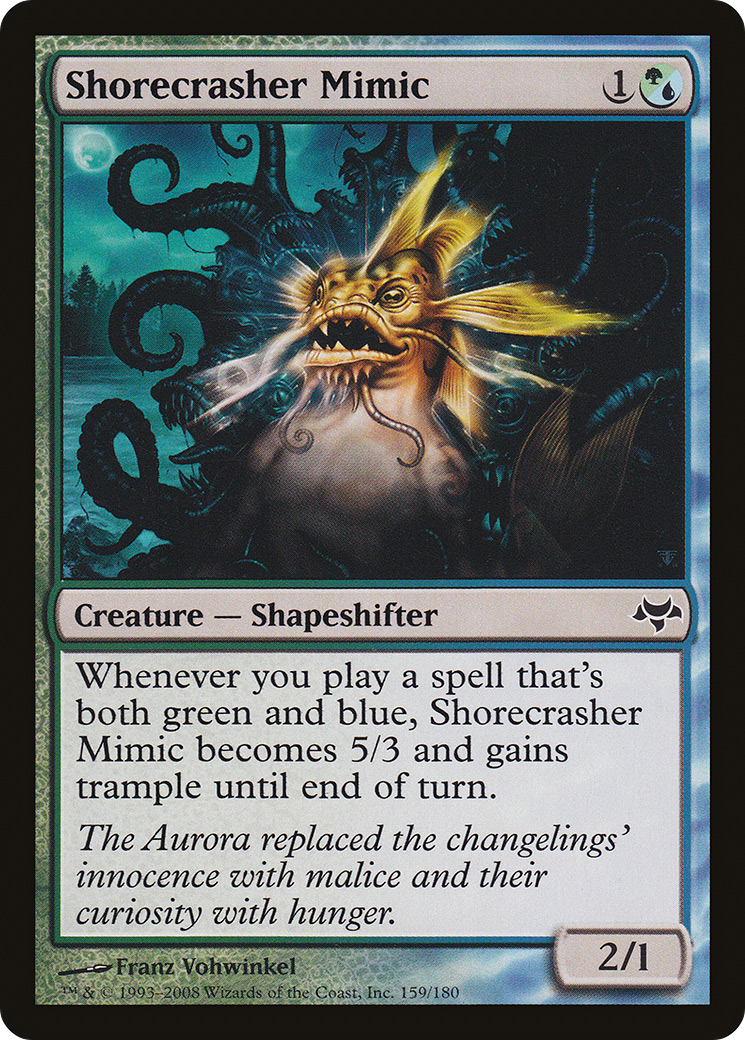 Shorecrasher Mimic 1
Creature — Shapeshifter
Whenever you play a spell that's
both green and blue, Shorecrasher
Mimic becomes 5/3 and gains
trample until end of turn.
The Aurora replaced the changelings'
innocence with malice and their
curiosity with hunger.
2/1
Franz Vohwinkel
™ & © 1993–2008 Wizards of the Coast, Inc. 159/180